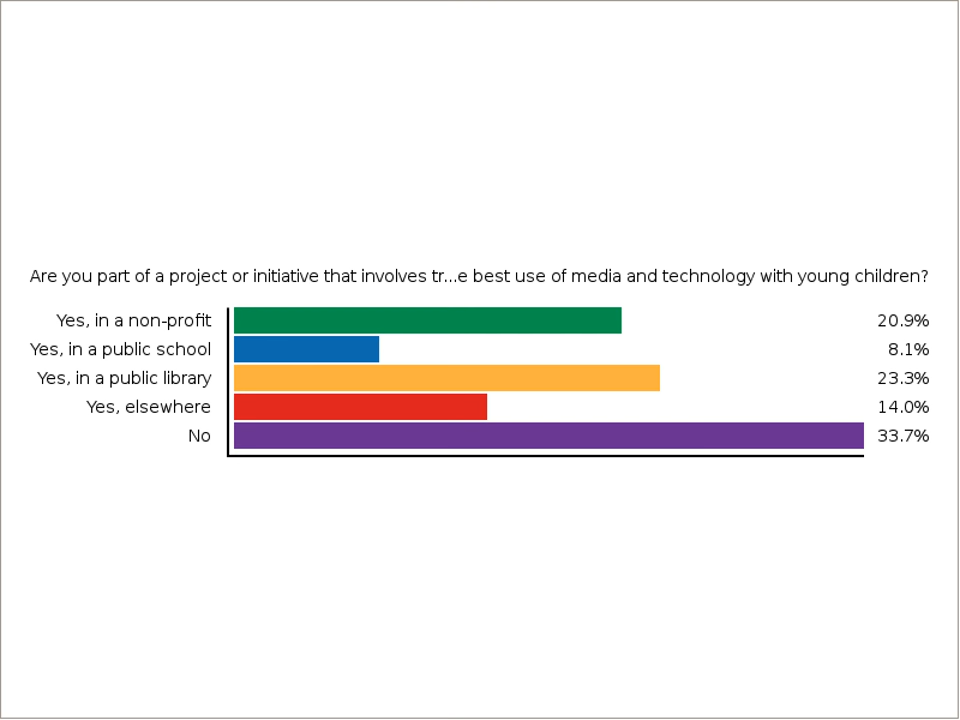 Are you part of a project or initiative that involves tr...e best use of media and technology with young children?
Yes, in a non-profit 20.9%
Yes, in a public school 8.1%
Yes, in a public library 23.3%
Yes, elsewhere 14.0%
No 33.7%